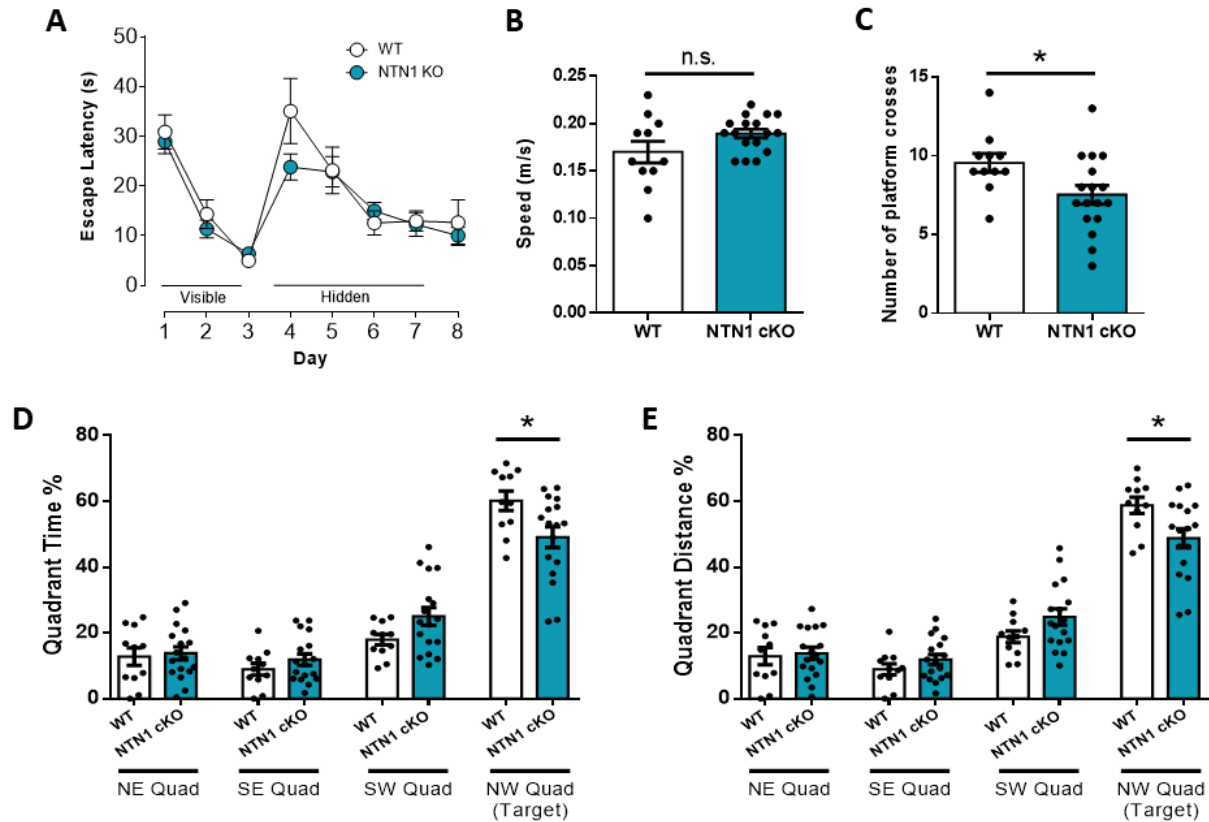 A
50
40
30
20
10
0
Escape Latency (s)
WT
NTN1 KO
Visible
Hidden
1 2 3 4 5 6 7 8
Day
B
n.s.
0.25
0.20
0.15
0.10
0.05
0.00
Speed (m/s)
WT
NTN1 cKO
C
*
15
10
5
0
Number of platform crosses
WT
NTN1 cKO
D
*
80
60
40
20
0
Quadrant Time %
WT
NTN1 cKO
WT
NTN1 cKO
WT
NTN1 cKO
WT
NTN1 cKO
NE Quad
SE Quad
SW Quad
NW Quad
(Target)
E
*
80
60
40
20
0
Quadrant Distance %
WT
NTN1 cKO
WT
NTN1 cKO
WT
NTN1 cKO
WT
NTN1 cKO
NE Quad
SE Quad
SW Quad
NW Quad
(Target)